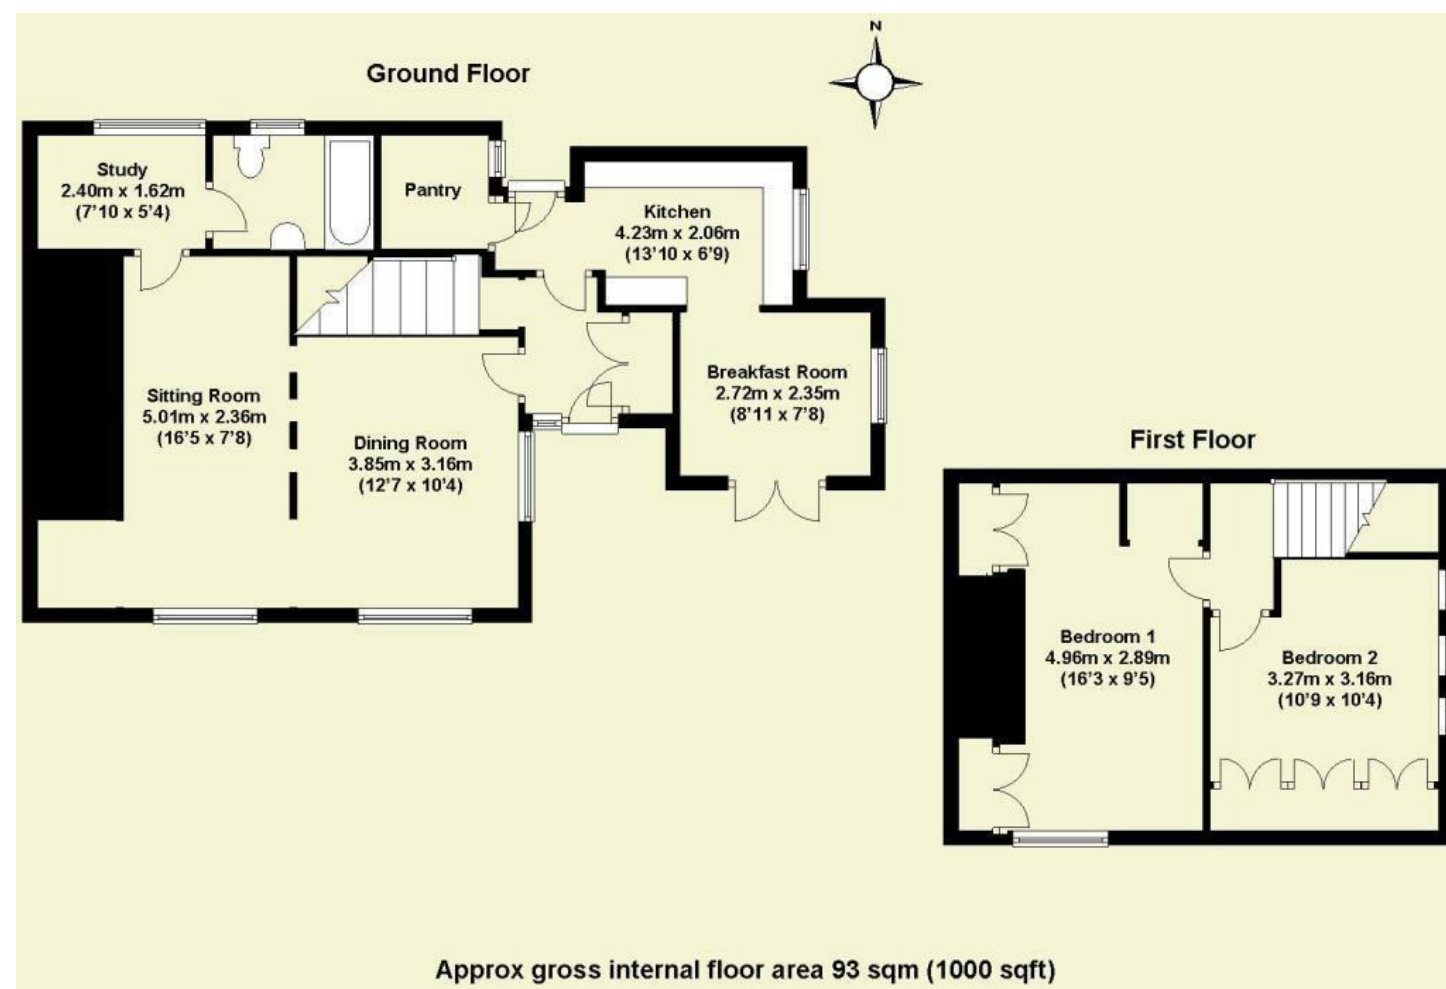 N
Ground Floor
Study
2.40m x 1.62m
(7'10 x 5'4)
Pantry
Kitchen
4.23m x 2.06m
(13'10 x 6'9)
Sitting Room
5.01m x 2.36m
(16'5 x 7'8)
Dining Room
3.85m x 3.16m
(12'7 x 10'4)
Breakfast Room
2.72m x 2.35m
(8'11 x 7'8)
First Floor
Bedroom 1
4.96m x 2.89m
(16'3 x 9'5)
Bedroom 2
3.27m x 3.16m
(10'9 x 10'4)
Approx gross internal floor area 93 sqm (1000 sqft)